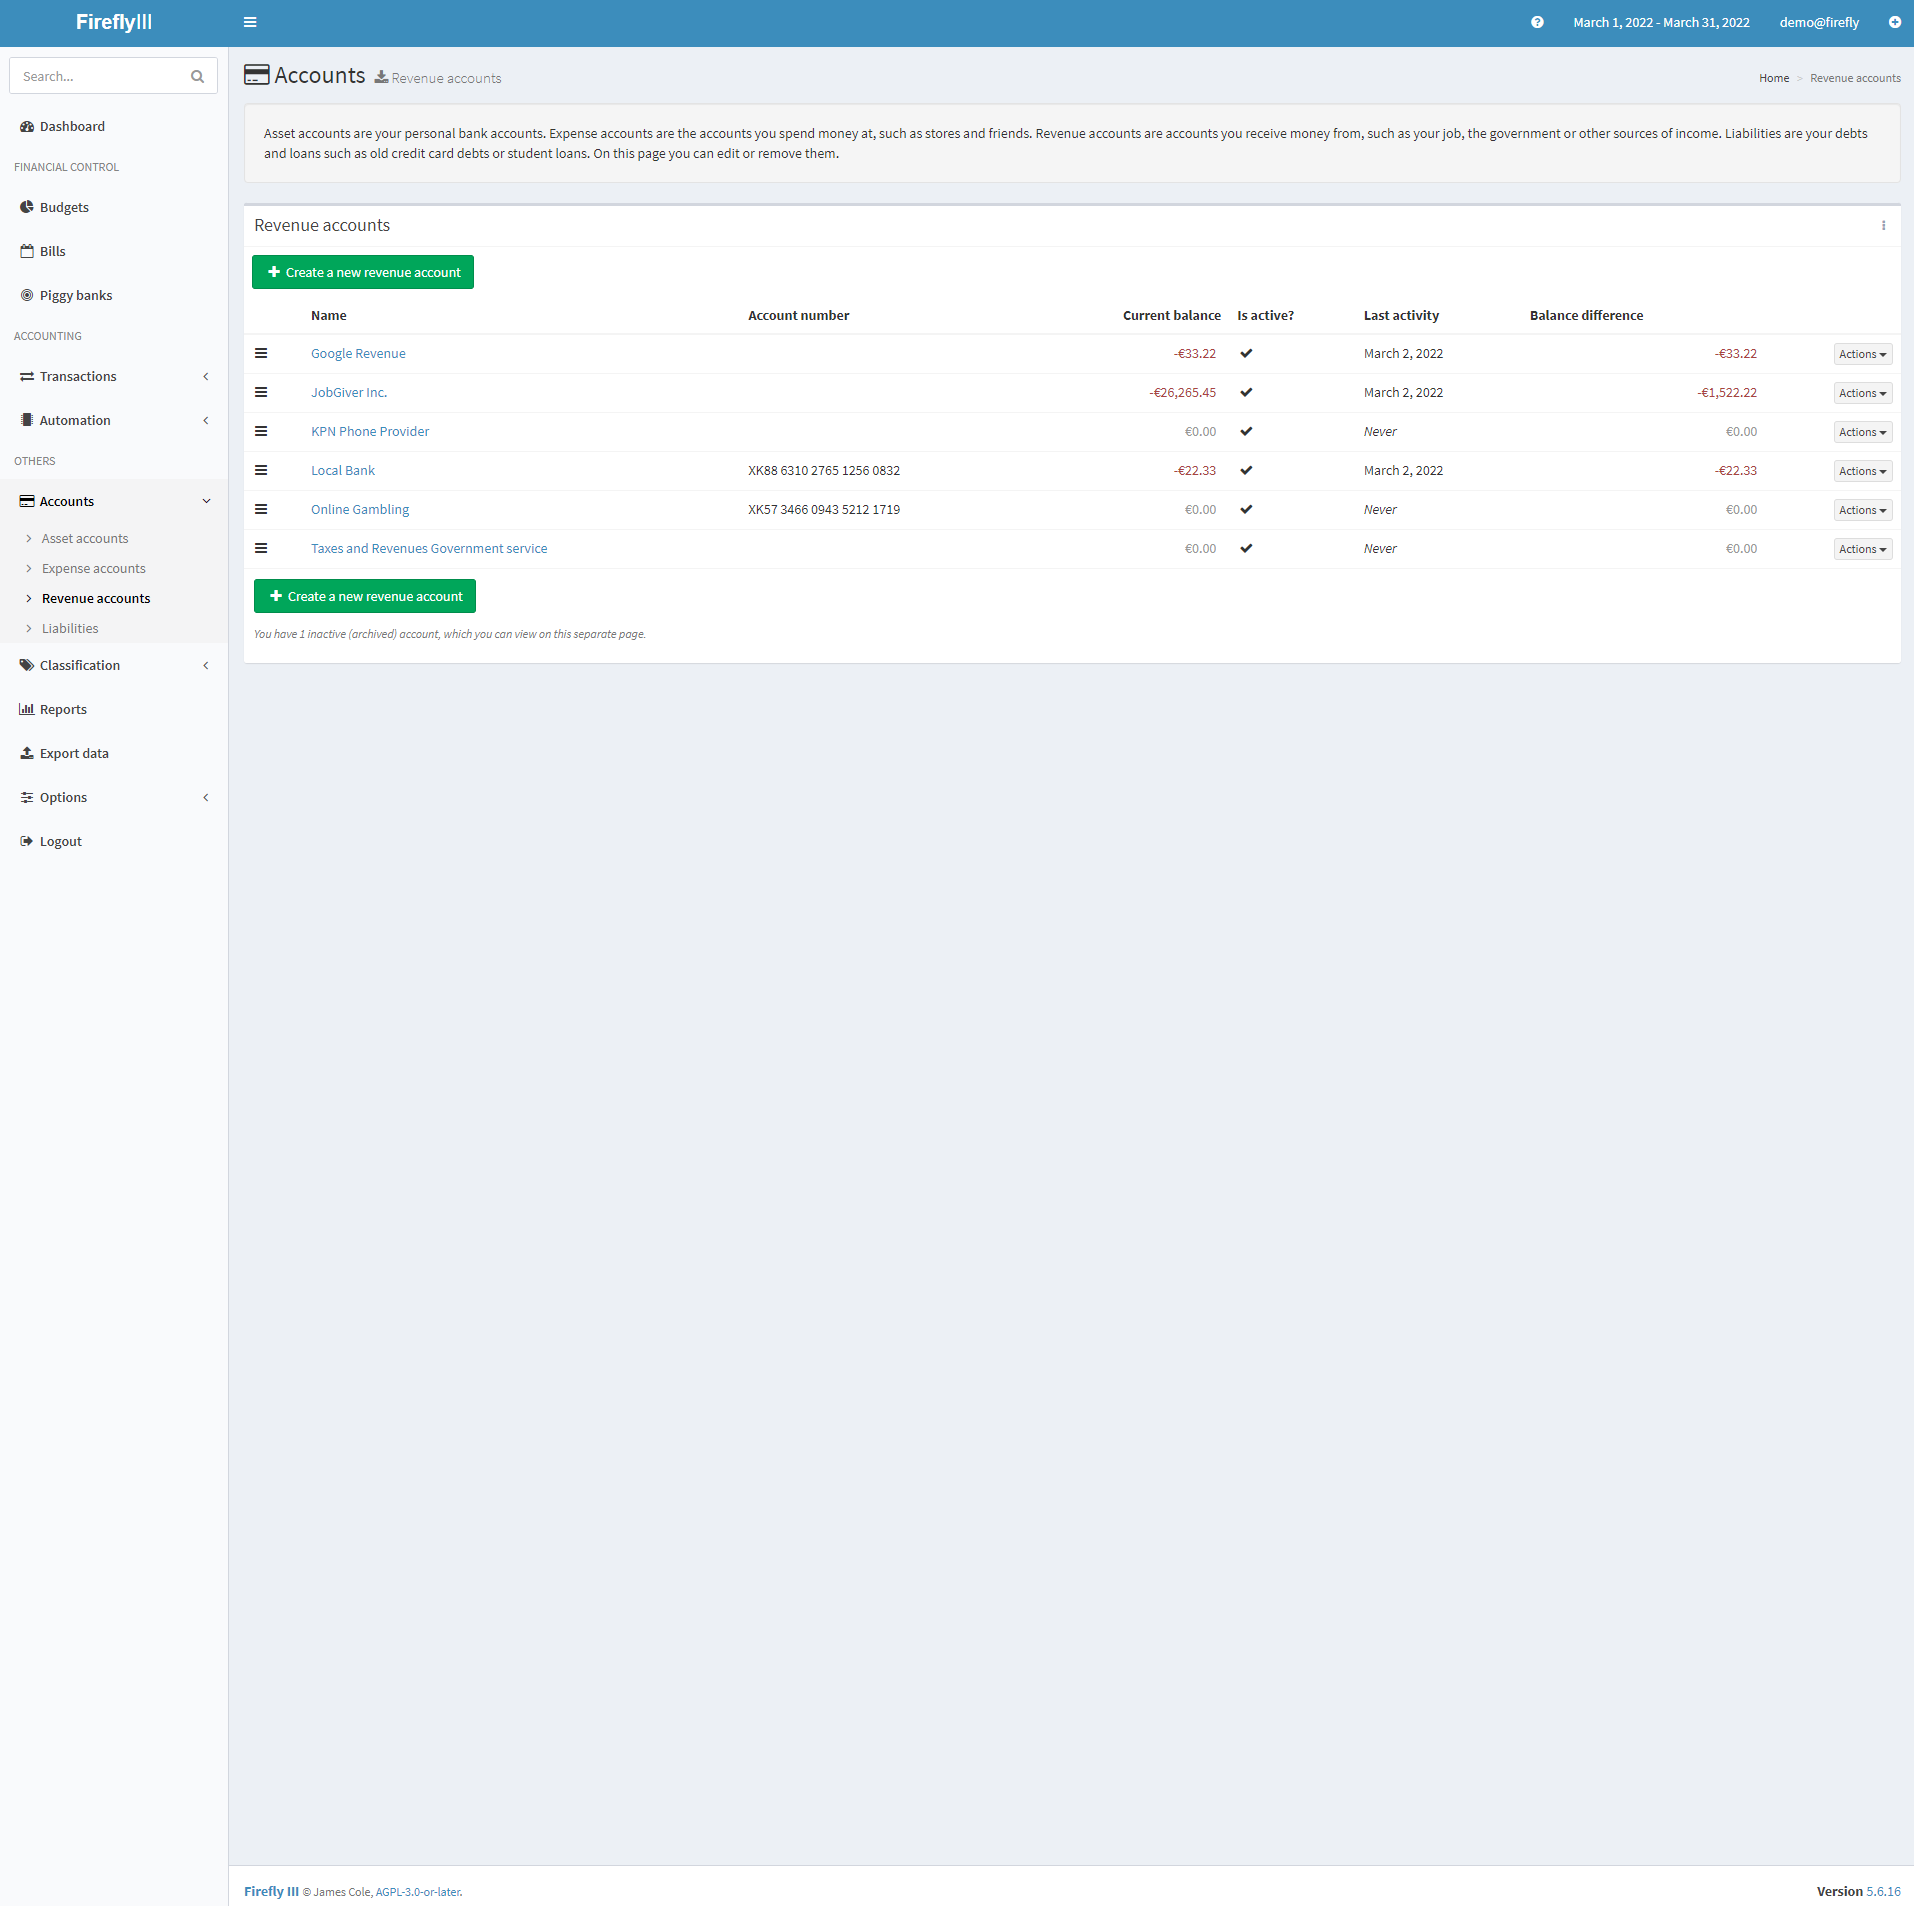 FireflyIII
March 1, 2022 - March 31, 2022
demo@firefly
Search...
Dashboard
FINANCIAL CONTROL
Budgets
Bills
Piggy banks
ACCOUNTING
Transactions
Automation
OTHERS
Accounts
Asset accounts
Expense accounts
Revenue accounts
Liabilities
Classification
Reports
Export data
Options
Logout
Accounts Revenue accounts
Home > Revenue accounts
Asset accounts are your personal bank accounts. Expense accounts are the accounts you spend money at, such as stores and friends. Revenue accounts are accounts you receive money from, such as your job, the government or other sources of income. Liabilities are your debts
and loans such as old credit card debts or student loans. On this page you can edit or remove them.
Revenue accounts
Create a new revenue account
Name Account number Current balance Is active? Last activity Balance difference
Google Revenue -€33.22 March 2, 2022 -€33.22 Actions
JobGiver Inc. -€26,265.45 March 2, 2022 -€1,522.22 Actions
KPN Phone Provider €0.00 Never €0.00 Actions
Local Bank XK88 6310 2765 1256 0832 -€22.33 March 2, 2022 -€22.33 Actions
Online Gambling XK57 3466 0943 5212 1719 €0.00 Never €0.00 Actions
Taxes and Revenues Government service €0.00 Never €0.00 Actions
Create a new revenue account
You have 1 inactive (archived) account, which you can view on this separate page.
Firefly III © James Cole, AGPL-3.0-or-later.
Version 5.6.16